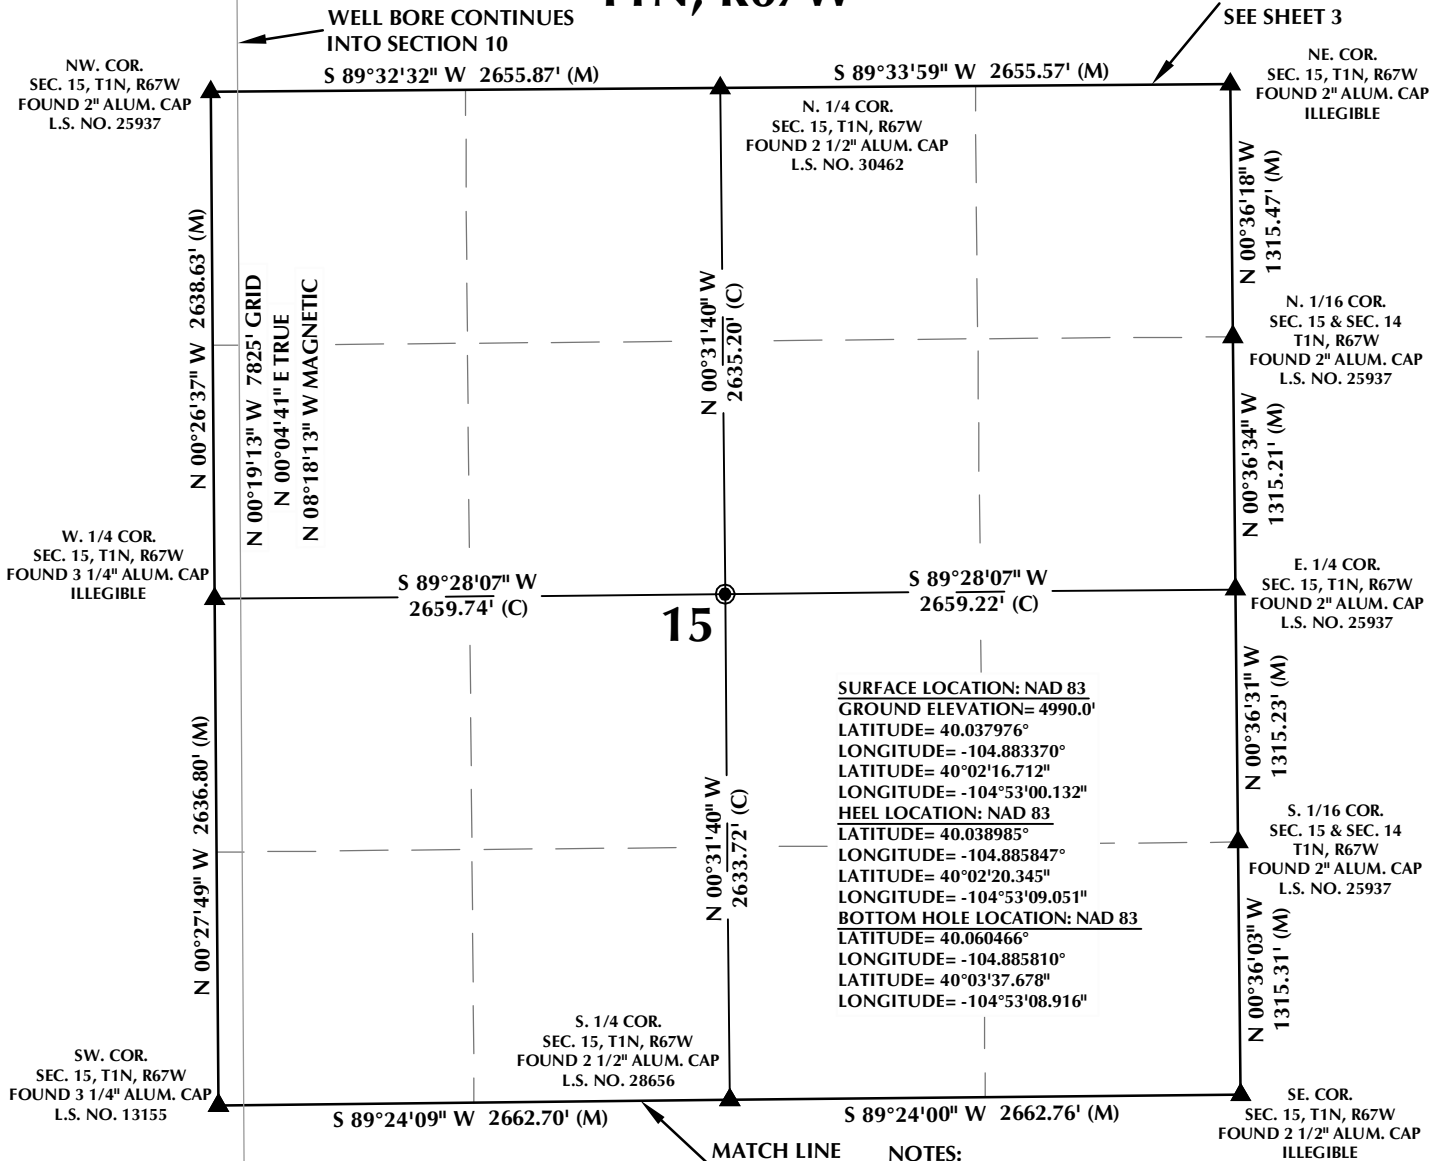 T1N, R67W
WELL BORE CONTINUES
INTO SECTION 10
SEE SHEET 3
NW. COR.
SEC. 15, T1N, R67W
FOUND 2" ALUM. CAP
L.S. NO. 25937
S 89°32'32" W 2655.87' (M)
S 89°33'59" W 2655.57' (M)
NE. COR.
SEC. 15, T1N, R67W
FOUND 2" ALUM. CAP
ILLEGIBLE
N. 1/4 COR.
SEC. 15, T1N, R67W
FOUND 2 1/2" ALUM. CAP
L.S. NO. 30462
N 00°26'37" W 2638.63' (M)
N 00°19'13" W 7825' GRID
N 00°04'41" E TRUE
N 08°18'13" W MAGNETIC
N 00°31'40" W
2635.20' (C)
N 00°36'18" W
1315.47' (M)
N. 1/16 COR.
SEC. 15 & SEC. 14
T1N, R67W
FOUND 2" ALUM. CAP
L.S. NO. 25937
N 00°36'34" W
1315.21' (M)
W. 1/4 COR.
SEC. 15, T1N, R67W
FOUND 3 1/4" ALUM. CAP
ILLEGIBLE
S 89°28'07" W
2659.74' (C)
S 89°28'07" W
2659.22' (C)
E. 1/4 COR.
SEC. 15, T1N, R67W
FOUND 2" ALUM. CAP
L.S. NO. 25937
15
N 00°27'49" W 2636.80' (M)
N 00°31'40" W
2633.72' (C)
SURFACE LOCATION: NAD 83
GROUND ELEVATION= 4990.0'
LATITUDE= 40.037976°
LONGITUDE= -104.883370°
LATITUDE= 40°02'16.712"
LONGITUDE= -104°53'00.132"
HEEL LOCATION: NAD 83
LATITUDE= 40.038985°
LONGITUDE= -104.885847°
LATITUDE= 40°02'20.345"
LONGITUDE= -104°53'09.051"
BOTTOM HOLE LOCATION: NAD 83
LATITUDE= 40.060466°
LONGITUDE= -104.885810°
LATITUDE= 40°03'37.678"
LONGITUDE= -104°53'08.916"
N 00°36'31" W
1315.23' (M)
S. 1/16 COR.
SEC. 15 & SEC. 14
T1N, R67W
FOUND 2" ALUM. CAP
L.S. NO. 25937
N 00°36'03" W
1315.31' (M)
SW. COR.
SEC. 15, T1N, R67W
FOUND 3 1/4" ALUM. CAP
L.S. NO. 13155
S. 1/4 COR.
SEC. 15, T1N, R67W
FOUND 2 1/2" ALUM. CAP
L.S. NO. 28656
S 89°24'09" W 2662.70' (M)
S 89°24'00" W 2662.76' (M)
SE. COR.
SEC. 15, T1N, R67W
FOUND 2 1/2" ALUM. CAP
ILLEGIBLE
MATCH LINE
NOTES: